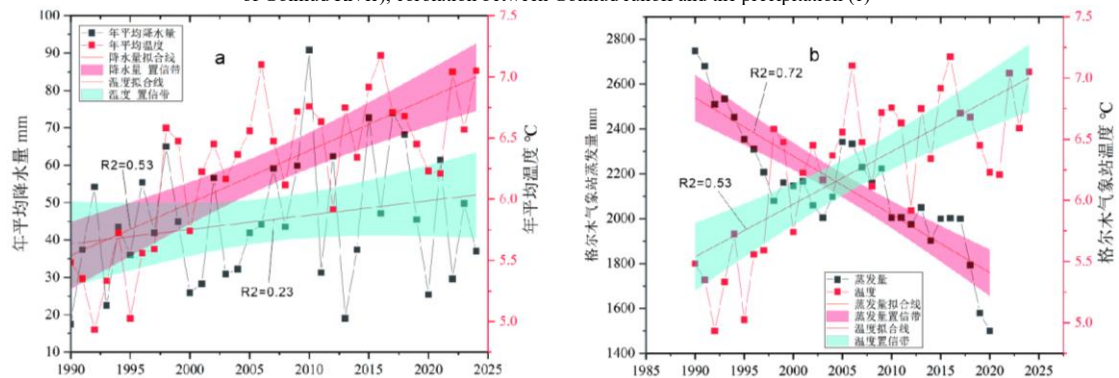 of Golmud River), corelation between Golmud runoff and the precipitation (f)
a
年平均降水量
年平均温度
降水量拟合线
降水量 置信带
温度拟合线
温度 置信带
R2=0.53
R2=0.23
年平均降水量 mm
100
90
80
70
60
50
40
30
20
10
1990 1995 2000 2005 2010 2015 2020 2025
7.5
7.0
6.5
6.0
5.5
5.0
年平均温度 ℃
b
R2=0.72
R2=0.53
蒸发量
温度
蒸发量拟合线
蒸发量置信带
温度拟合线
温度置信带
格尔木气象站蒸发量 mm
2800
2600
2400
2200
2000
1800
1600
1400
1985 1990 1995 2000 2005 2010 2015 2020 2025
7.5
7.0
6.5
6.0
5.5
5.0
格尔木气象站温度 ℃